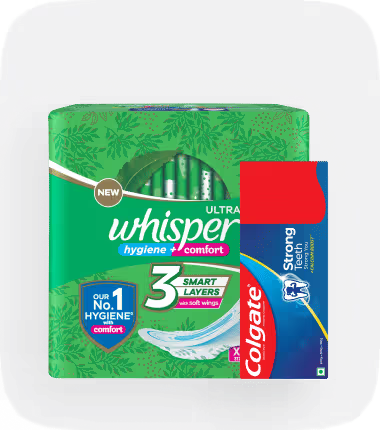 NEW
ULTRA
whisper
hygiene + comfort
3
SMART
LAYERS
with soft wings
OUR
No.1
HYGIENE*
with
comfort
X
Colgate®
Strong
Teeth